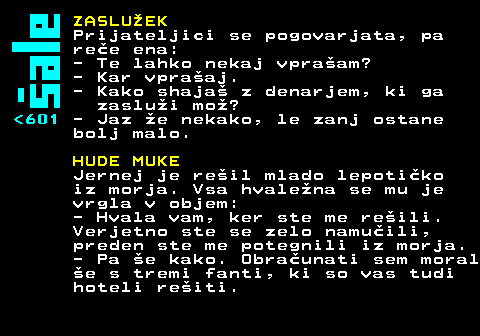 šale
<601
ZASLUŽEK
Prijateljici se pogovarjata, pa
reče ena:
- Te lahko nekaj vprašam?
- Kar vprašaj.
- Kako shajaš z denarjem, ki ga
zasluži mož?
- Jaz že nekako, le zanj ostane
bolj malo.
HUDE MUKE
Jernej je rešil mlado lepotičko
iz morja. Vsa hvaležna se mu je
vrgla v objem:
- Hvala vam, ker ste me rešili.
Verjetno ste se zelo namučili,
preden ste me potegnili iz morja.
- Pa še kako. Obračunati sem moral
še s tremi fanti, ki so vas tudi
hoteli rešiti.